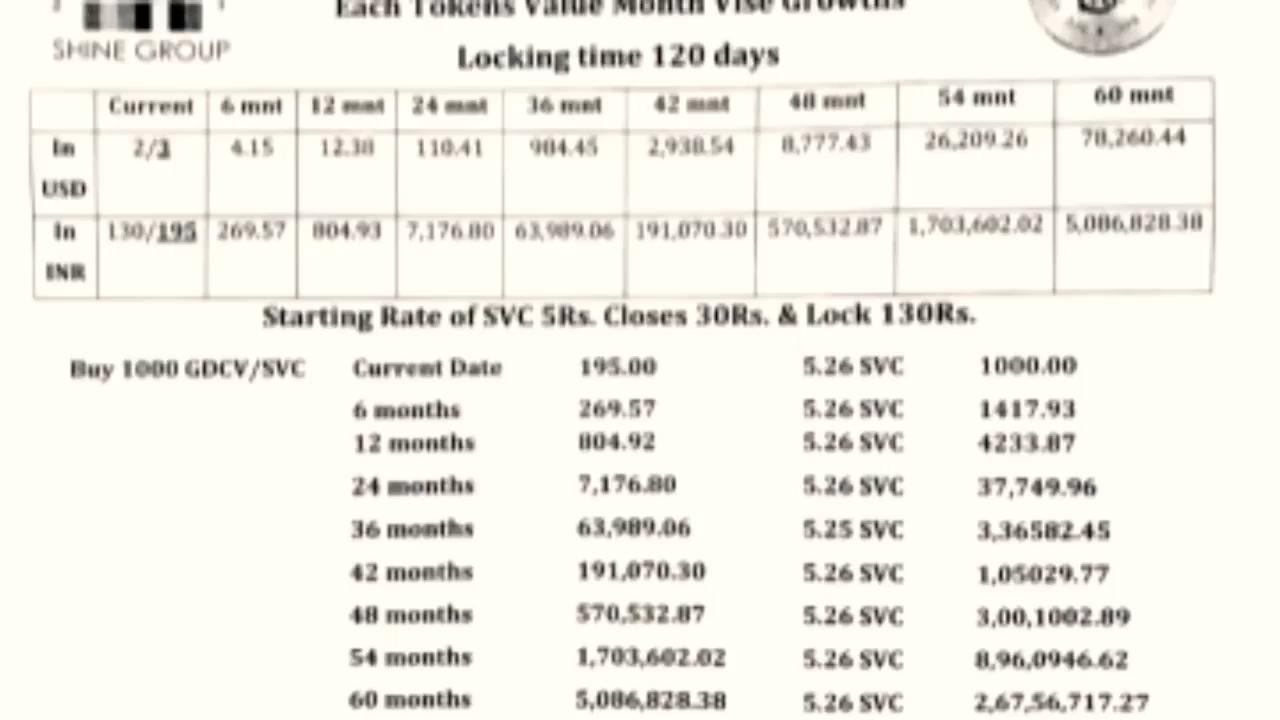 Each Tokens Value Month Vise Growths
SHINE GROUP
Locking time 120 days
Current 6 mnt 12 mnt 24 mnt 36 mnt 42 mnt 48 mnt 54 mnt 60 mnt
In USD 2/3 4.15 12.38 110.41 984.45 2,938.54 8,777.43 26,209.26 78,260.44
In INR 130/195 269.57 804.93 7,176.80 63,989.06 191,070.30 570,532.87 1,703,602.02 5,086,828.38
Starting Rate of SVC 5Rs. Closes 30Rs. & Lock 130Rs.
Buy 1000 GDCV/SVC Current Date 195.00 5.26 SVC 1000.00
6 months 269.57 5.26 SVC 1417.93
12 months 804.92 5.26 SVC 4233.87
24 months 7,176.80 5.26 SVC 37,749.96
36 months 63,989.06 5.25 SVC 3,36582.45
42 months 191,070.30 5.26 SVC 1,05029.77
48 months 570,532.87 5.26 SVC 3,00,1002.89
54 months 1,703,602.02 5.26 SVC 8,96,0946.62
60 months 5,086,828.38 5.26 SVC 2,67,56,717.27